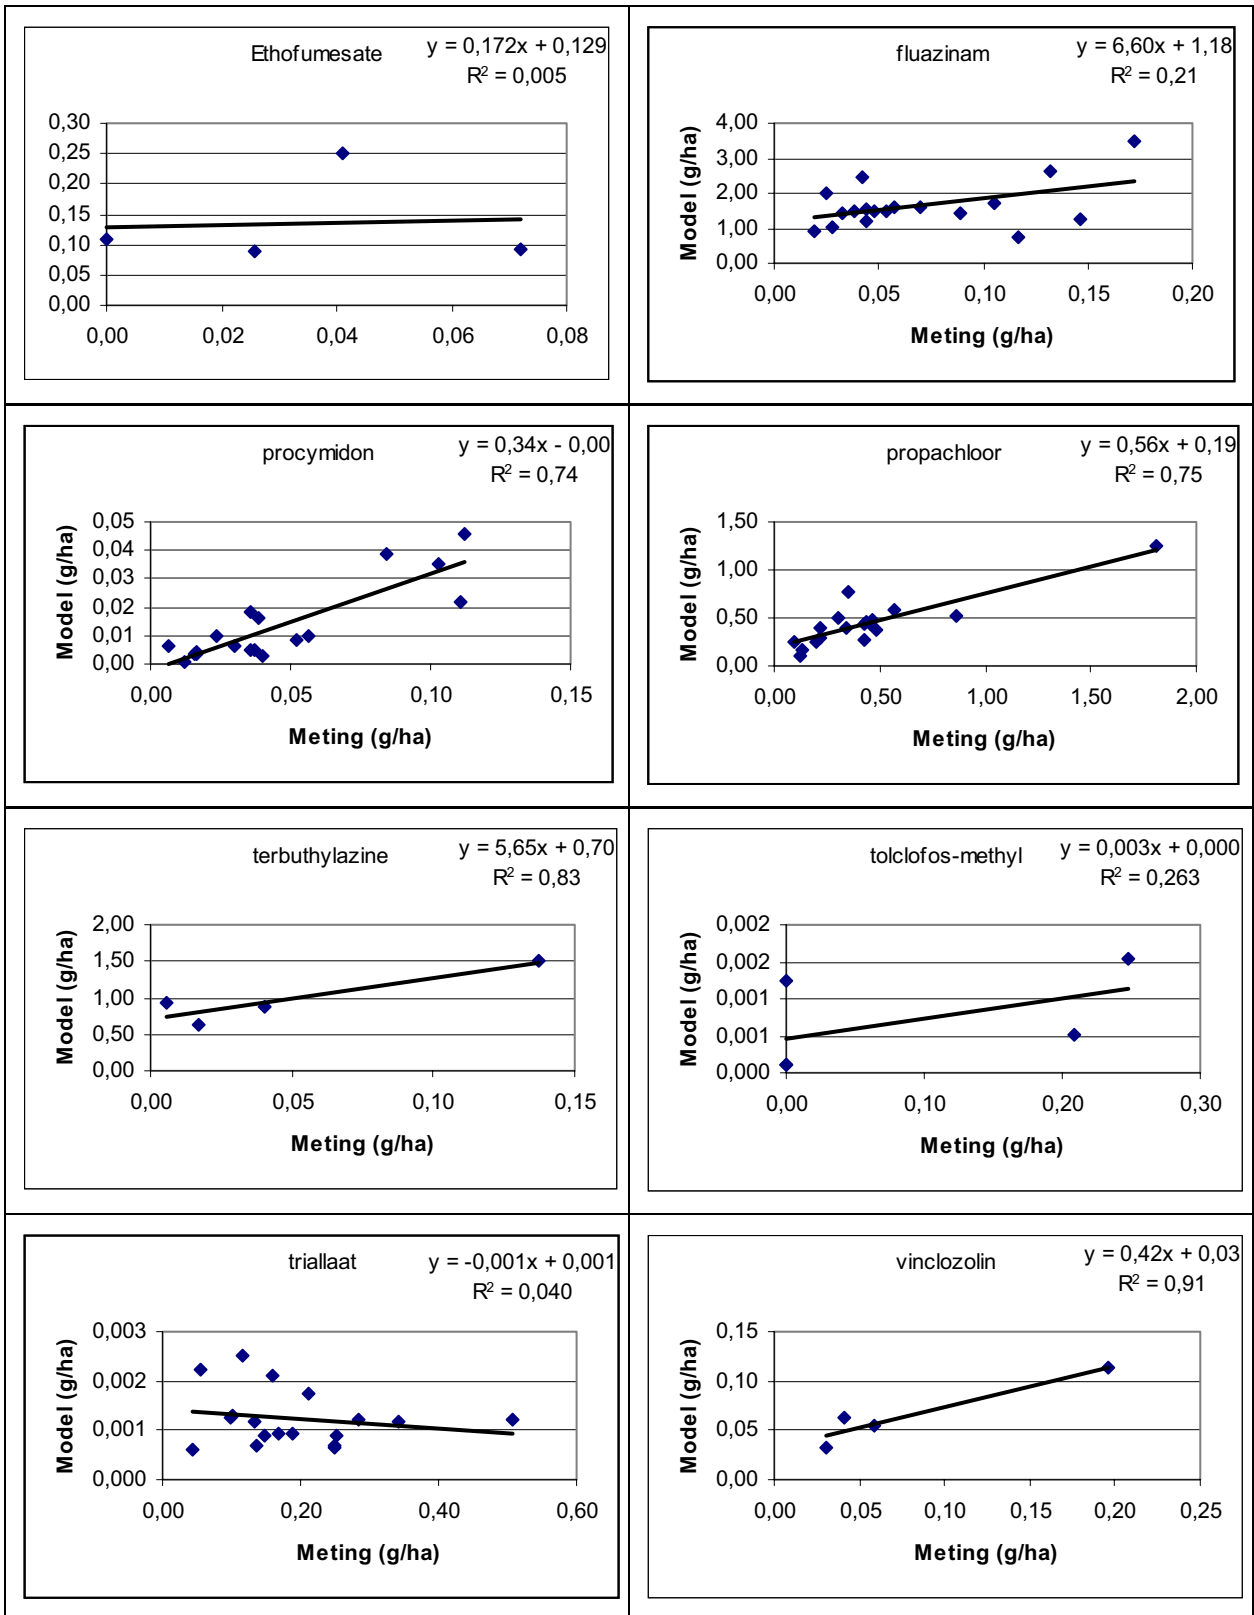 Ethofumesate
y = 0,172x + 0,129
R² = 0,005
0,30
0,25
0,20
0,15
0,10
0,05
0,00
0,00 0,02 0,04 0,06 0,08
fluazinam
y = 6,60x + 1,18
R² = 0,21
Model (g/ha)
4,00
3,00
2,00
1,00
0,00
0,00 0,05 0,10 0,15 0,20
Meting (g/ha)
procymidon
y = 0,34x - 0,00
R² = 0,74
Model (g/ha)
0,05
0,04
0,03
0,02
0,01
0,00
0,00 0,05 0,10 0,15
Meting (g/ha)
propachloor
y = 0,56x + 0,19
R² = 0,75
Model (g/ha)
1,50
1,00
0,50
0,00
0,00 0,50 1,00 1,50 2,00
Meting (g/ha)
terbuthylazine
y = 5,65x + 0,70
R² = 0,83
Model (g/ha)
2,00
1,50
1,00
0,50
0,00
0,00 0,05 0,10 0,15
Meting (g/ha)
tolclofos-methyl
y = 0,003x + 0,000
R² = 0,263
Model (g/ha)
0,002
0,002
0,001
0,001
0,000
0,00 0,10 0,20 0,30
Meting (g/ha)
triallaat
y = -0,001x + 0,001
R² = 0,040
Model (g/ha)
0,003
0,002
0,001
0,000
0,00 0,20 0,40 0,60
Meting (g/ha)
vinclozolin
y = 0,42x + 0,03
R² = 0,91
Model (g/ha)
0,15
0,10
0,05
0,00
0,00 0,05 0,10 0,15 0,20 0,25
Meting (g/ha)